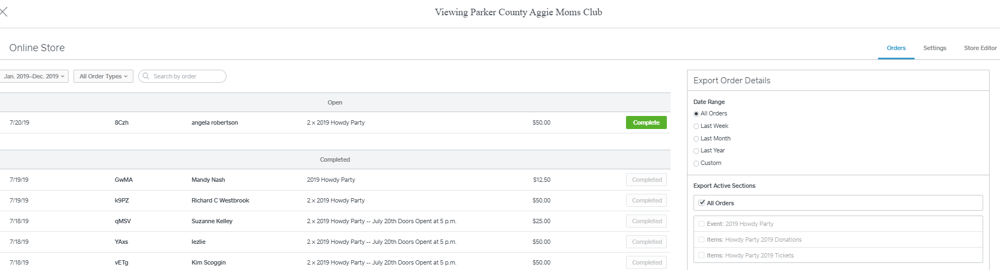 Viewing Parker County Aggie Moms Club
Online Store
Orders Settings Store Editor
Jan. 2019–Dec. 2019 All Order Types Search by order
Open
7/20/19 8Czh angela robertson 2 x 2019 Howdy Party $50.00 Complete
Completed
7/19/19 GwMA Mandy Nash 2019 Howdy Party $12.50 Completed
7/19/19 k9PZ Richard C Westbrook 2 x 2019 Howdy Party $50.00 Completed
7/18/19 qMSV Suzanne Kelley 2 x 2019 Howdy Party -- July 20th Doors Opent at 5 p.m. $25.00 Completed
7/18/19 YAxs lezlie 2 x 2019 Howdy Party -- July 20th Doors Opent at 5 p.m. $50.00 Completed
7/18/19 vETg Kim Scoggin 2 x 2019 Howdy Party -- July 20th Doors Opent at 5 p.m. $50.00 Completed
Export Order Details
Date Range
All Orders
Last Week
Last Month
Last Year
Custom
Export Active Sections
All Orders
Event: 2019 Howdy Party
Items: Howdy Party 2019 Donations
Items: Howdy Party 2019 Tickets